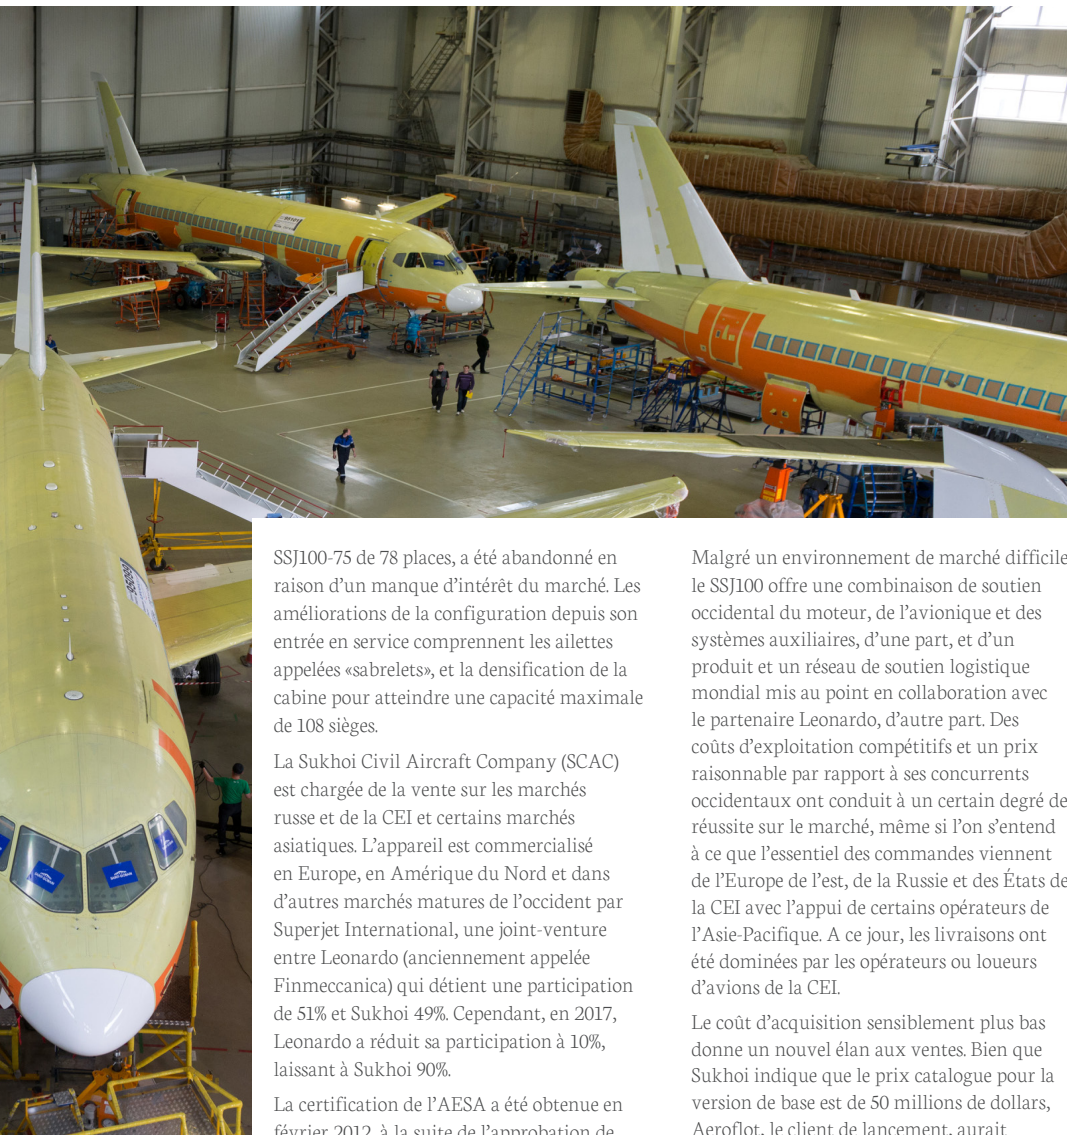 SSJ100-75 de 78 places, a été abandonné en
raison d’un manque d’intérêt du marché. Les
améliorations de la configuration depuis son
entrée en service comprennent les ailettes
appelées «sabrelets», et la densification de la
cabine pour atteindre une capacité maximale
de 108 sièges.
La Sukhoi Civil Aircraft Company (SCAC)
est chargée de la vente sur les marchés
russe et de la CEI et certains marchés
asiatiques. L’appareil est commercialisé
en Europe, en Amérique du Nord et dans
d’autres marchés matures de l’occident par
Superjet International, une joint-venture
entre Leonardo (anciennement appelée
Finmeccanica) qui détient une participation
de 51% et Sukhoi 49%. Cependant, en 2017,
Leonardo a réduit sa participation à 10%,
laissant à Sukhoi 90%.
La certification de l’AESA a été obtenue en
février 2012, à la suite de l’approbation de
Malgré un environnement de marché difficile
le SSJ100 offre une combinaison de soutien
occidental du moteur, de l’avionique et des
systèmes auxiliaires, d’une part, et d’un
produit et un réseau de soutien logistique
mondial mis au point en collaboration avec
le partenaire Leonardo, d’autre part. Des
coûts d’exploitation compétitifs et un prix
raisonnable par rapport à ses concurrents
occidentaux ont conduit à un certain degré de
réussite sur le marché, même si l’on s’entend
à ce que l’essentiel des commandes viennent
de l’Europe de l’est, de la Russie et des États de
la CEI avec l’appui de certains opérateurs de
l’Asie-Pacifique. A ce jour, les livraisons ont
été dominées par les opérateurs ou loueurs
d’avions de la CEI.
Le coût d’acquisition sensiblement plus bas
donne un nouvel élan aux ventes. Bien que
Sukhoi indique que le prix catalogue pour la
version de base est de 50 millions de dollars,
Aeroflot, le client de lancement, aurait